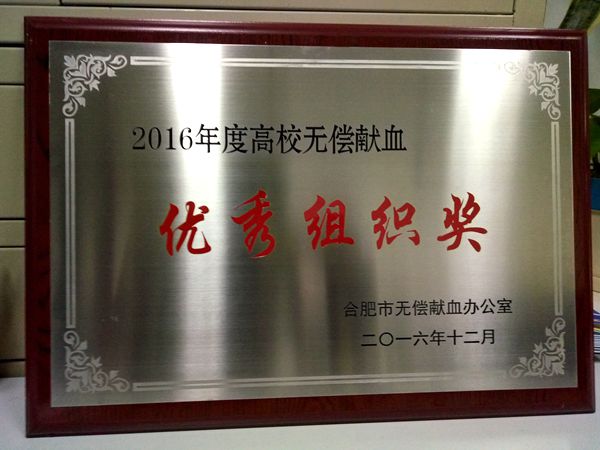 2016年度高校无偿献血
优秀组织奖
合肥市无偿献血办公室
二〇一六年十二月